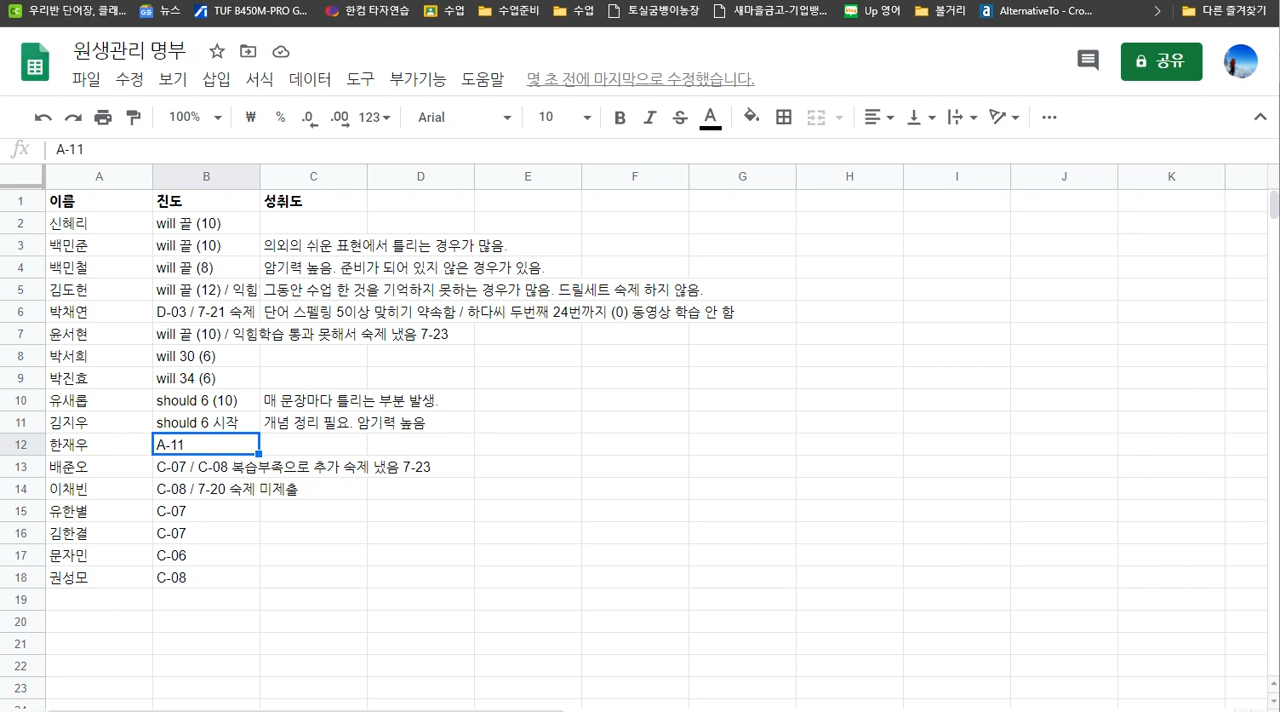 우리반 단어장, 클래... 뉴스 TUF B450M-PRO G... 한컴 타자연습 수업 수업준비 수업 토실굼벵이농장 새마을금고-기업뱅... Up 영어 볼거리 AlternativeTo - Cro... 다른 즐겨찾기
원생관리 명부
파일 수정 보기 삽입 서식 데이터 도구 부가기능 도움말 몇 초 전에 마지막으로 수정했습니다.
공유
100% ₩ % .0 .00 123 Arial 10 B I S A
fx A-11
A B C D E F G H I J K
1 이름 진도 성취도
2 신혜리 will 끝 (10)
3 백민준 will 끝 (10) 의외의 쉬운 표현에서 틀리는 경우가 많음.
4 백민철 will 끝 (8) 암기력 높음. 준비가 되어 있지 않은 경우가 있음.
5 김도헌 will 끝 (12) / 익힘 그동안 수업 한 것을 기억하지 못하는 경우가 많음. 드릴세트 숙제 하지 않음.
6 박채연 D-03 / 7-21 숙제 단어 스펠링 5이상 맞히기 약속함 / 하다씨 두번째 24번까지 (0) 동영상 학습 안 함
7 윤서현 will 끝 (10) / 익힘학습 통과 못해서 숙제 냈음 7-23
8 박서희 will 30 (6)
9 박진효 will 34 (6)
10 유새롭 should 6 (10) 매 문장마다 틀리는 부분 발생.
11 김지우 should 6 시작 개념 정리 필요. 암기력 높음
12 한재우 A-11
13 배준오 C-07 / C-08 복습부족으로 추가 숙제 냈음 7-23
14 이채빈 C-08 / 7-20 숙제 미제출
15 유한별 C-07
16 김한결 C-07
17 문자민 C-06
18 권성모 C-08
19
20
21
22
23